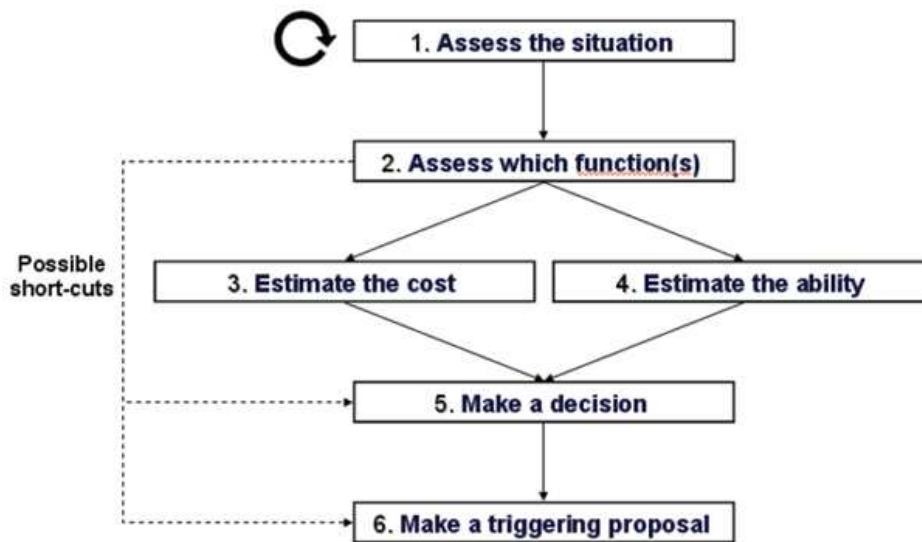 1. Assess the situation
2. Assess which function(s)
Possible
short-cuts
3. Estimate the cost
4. Estimate the ability
5. Make a decision
6. Make a triggering proposal